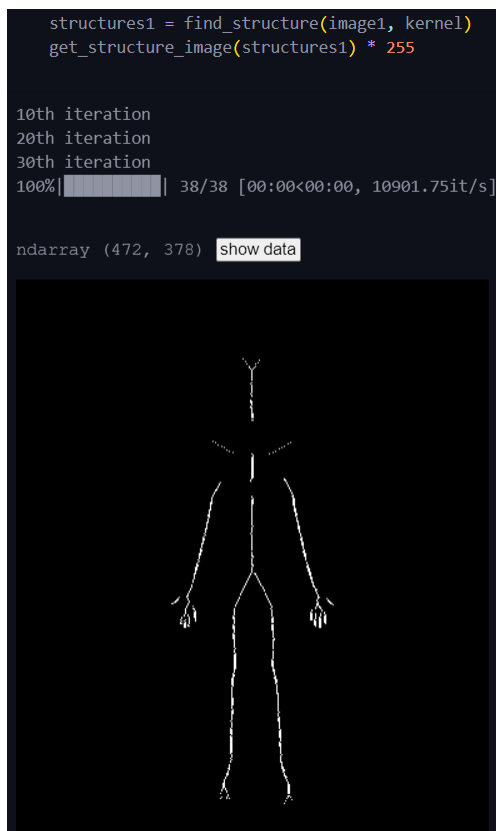 structures1 = find_structure(image1, kernel)
get_structure_image(structures1) * 255
10th iteration
20th iteration
30th iteration
100%|██████████| 38/38 [00:00<00:00, 10901.75it/s]
ndarray (472, 378) show data